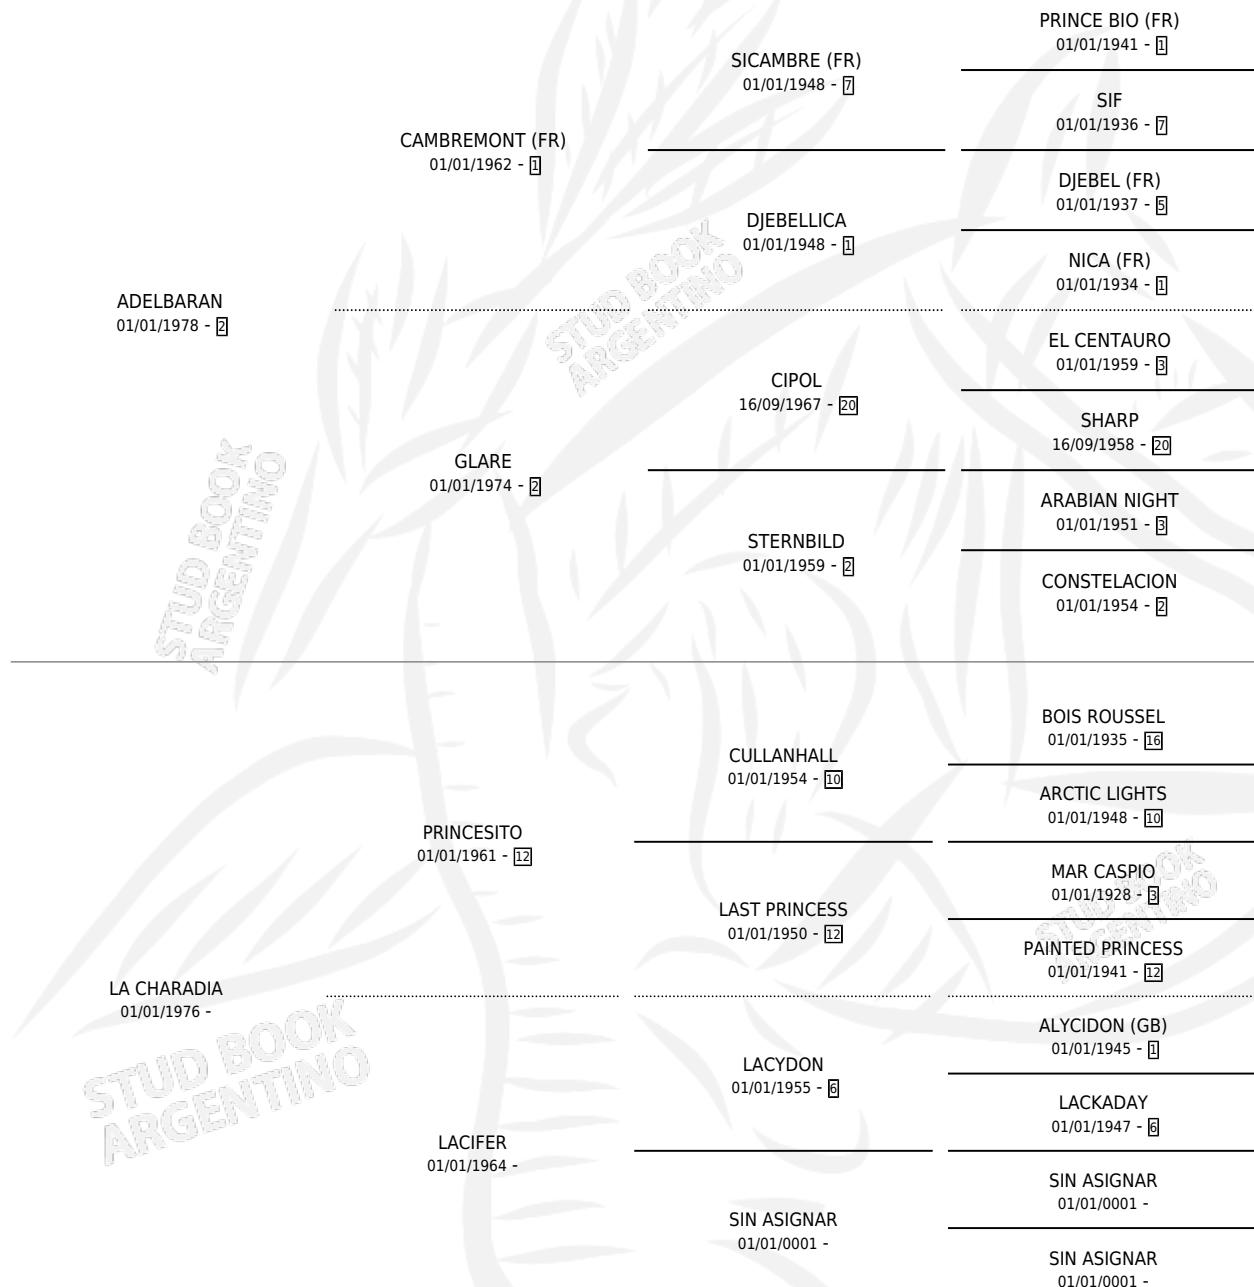 PRINCE BIO (FR)
01/01/1941 - 1
SICAMBRE (FR)
01/01/1948 - 7
SIF
01/01/1936 - 7
CAMBREMONT (FR)
01/01/1962 - 1
DJEBEL (FR)
01/01/1937 - 5
DJEBELLICA
01/01/1948 - 1
NICA (FR)
01/01/1934 - 1
ADELBARAN
01/01/1978 - 2
EL CENTAURO
01/01/1959 - 3
CIPOL
16/09/1967 - 20
SHARP
16/09/1958 - 20
GLARE
01/01/1974 - 2
ARABIAN NIGHT
01/01/1951 - 3
STERNBILD
01/01/1959 - 2
CONSTELACION
01/01/1954 - 2
BOIS ROUSSEL
01/01/1935 - 16
CULLANHALL
01/01/1954 - 10
ARCTIC LIGHTS
01/01/1948 - 10
PRINCESITO
01/01/1961 - 12
MAR CASPIO
01/01/1928 - 3
LAST PRINCESS
01/01/1950 - 12
PAINTED PRINCESS
01/01/1941 - 12
LA CHARADIA
01/01/1976 -
ALYCIDON (GB)
01/01/1945 - 1
LACYDON
01/01/1955 - 6
LACKADAY
01/01/1947 - 6
LACIFER
01/01/1964 -
SIN ASIGNAR
01/01/0001 -
SIN ASIGNAR
01/01/0001 -
SIN ASIGNAR
01/01/0001 -
STUD BOOK
ARGENTINO
STUD BOOK
ARGENTINO
STUD BOOK
ARGENTINO
STUD BOOK
ARGENTINO